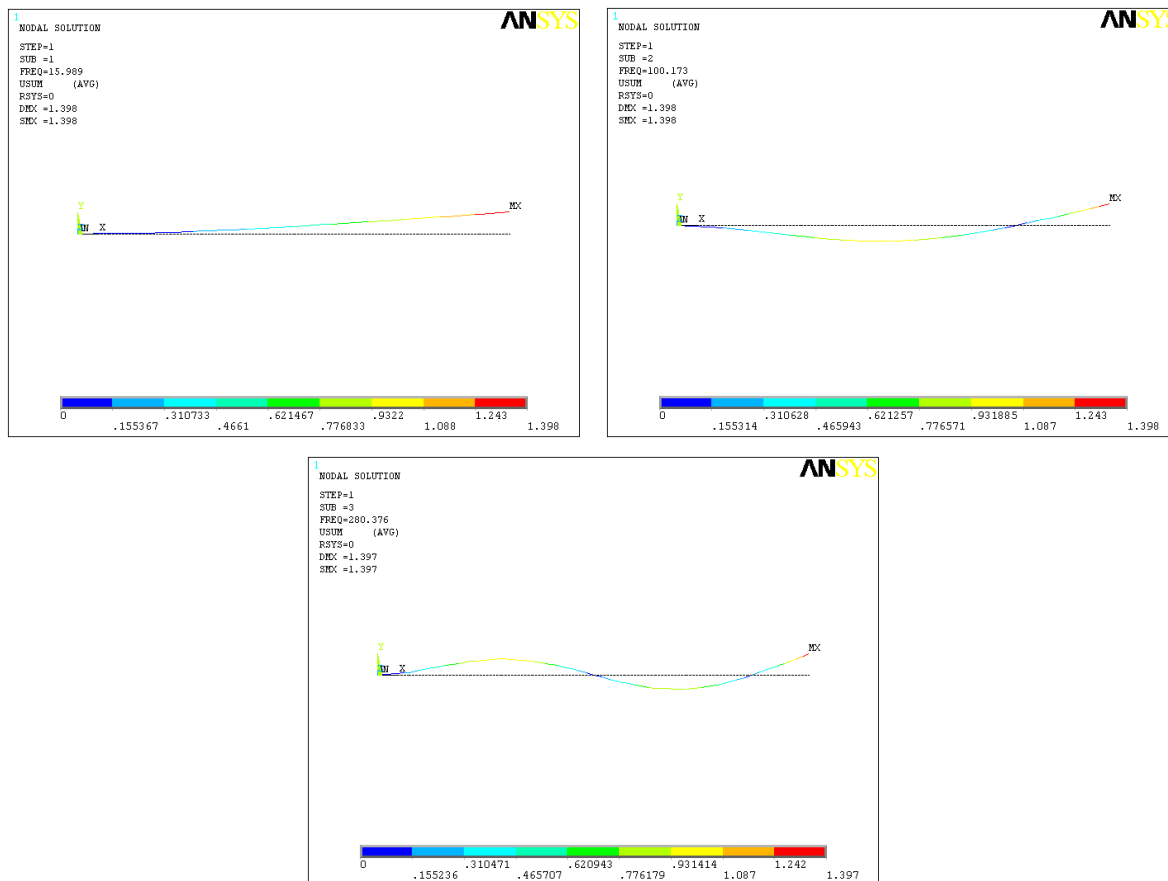 1
ANSYS
NODAL SOLUTION
STEP=1
SUB =1
FREQ=15.989
USUM (AVG)
RSYS=0
DMX =1.398
SMX =1.398
Y
X
MX
0 .310733 .621467 .9322 1.243
.155367 .4661 .776833 1.088 1.398
1
ANSYS
NODAL SOLUTION
STEP=1
SUB =2
FREQ=100.173
USUM (AVG)
RSYS=0
DMX =1.398
SMX =1.398
Y
X
MX
0 .310628 .621257 .931885 1.243
.155314 .465943 .776571 1.087 1.398
1
ANSYS
NODAL SOLUTION
STEP=1
SUB =3
FREQ=280.376
USUM (AVG)
RSYS=0
DMX =1.397
SMX =1.397
Y
X
MX
0 .310471 .620943 .931414 1.242
.155236 .465707 .776179 1.087 1.397